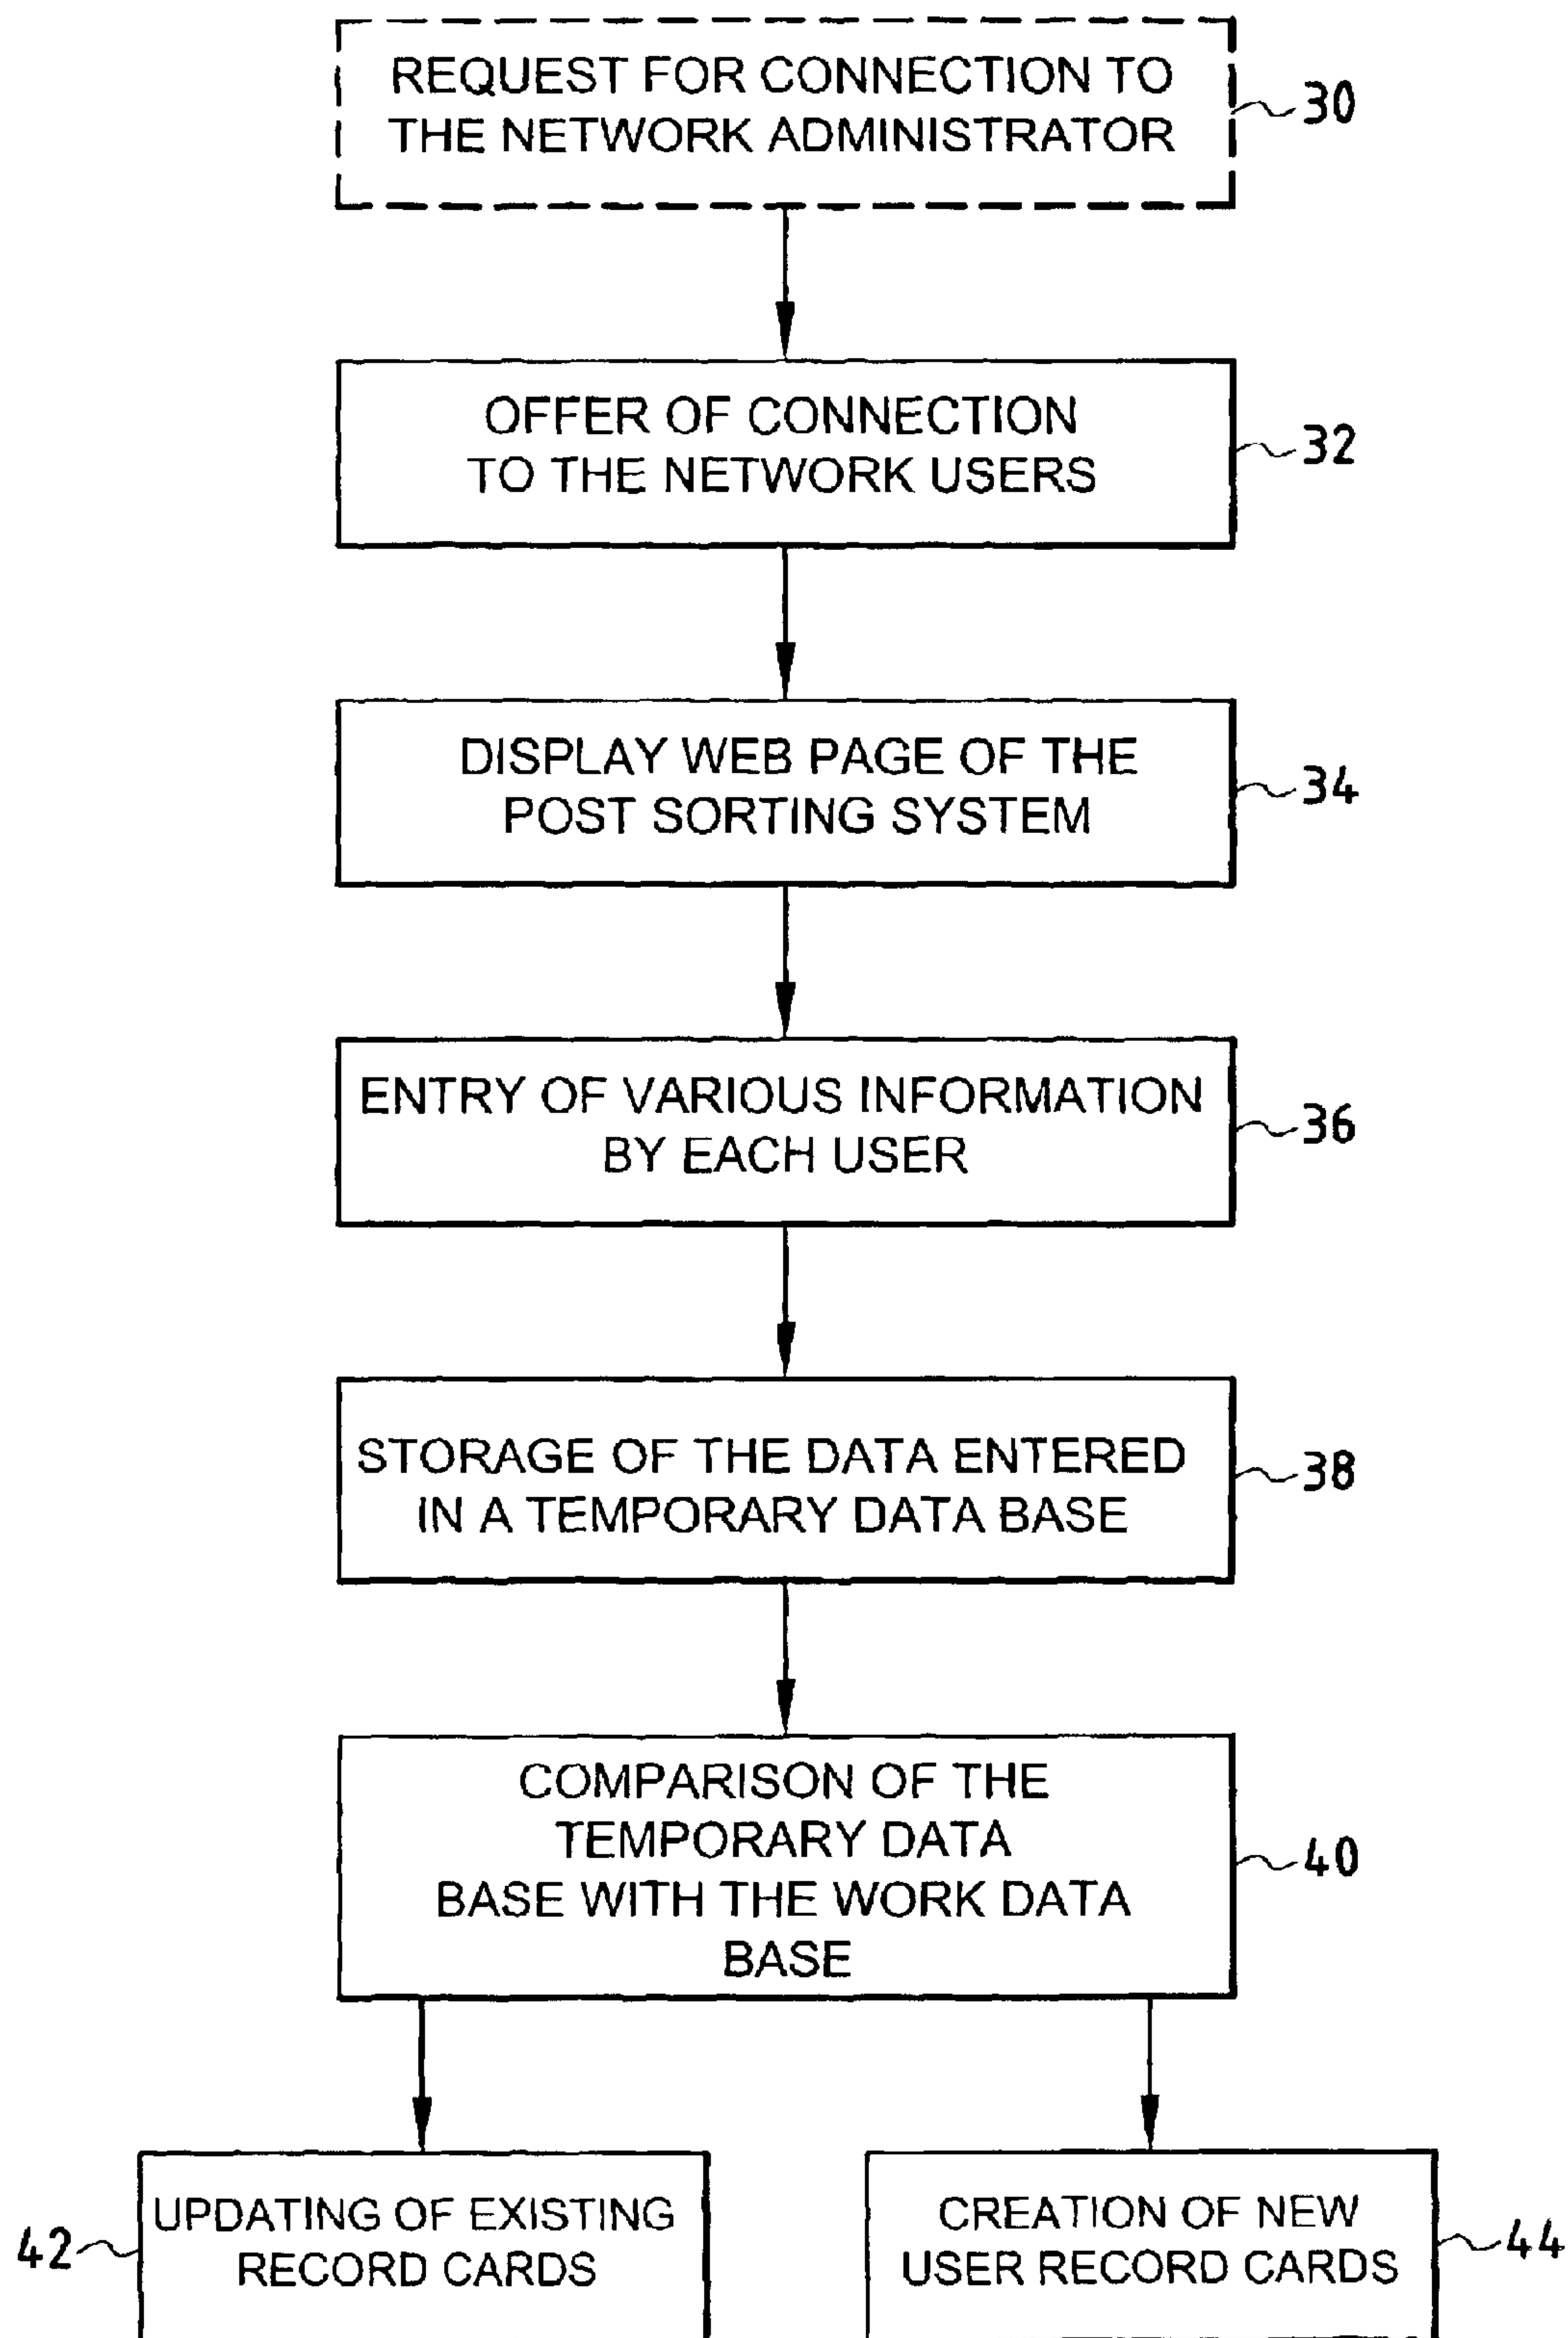 REQUEST FOR CONNECTION TO
THE NETWORK ADMINISTRATOR
30
OFFER OF CONNECTION
TO THE NETWORK USERS
32
DISPLAY WEB PAGE OF THE
POST SORTING SYSTEM
34
ENTRY OF VARIOUS INFORMATION
BY EACH USER
36
STORAGE OF THE DATA ENTERED
IN A TEMPORARY DATA BASE
38
COMPARISON OF THE
TEMPORARY DATA
BASE WITH THE WORK DATA
BASE
40
42
UPDATING OF EXISTING
RECORD CARDS
CREATION OF NEW
USER RECORD CARDS
44